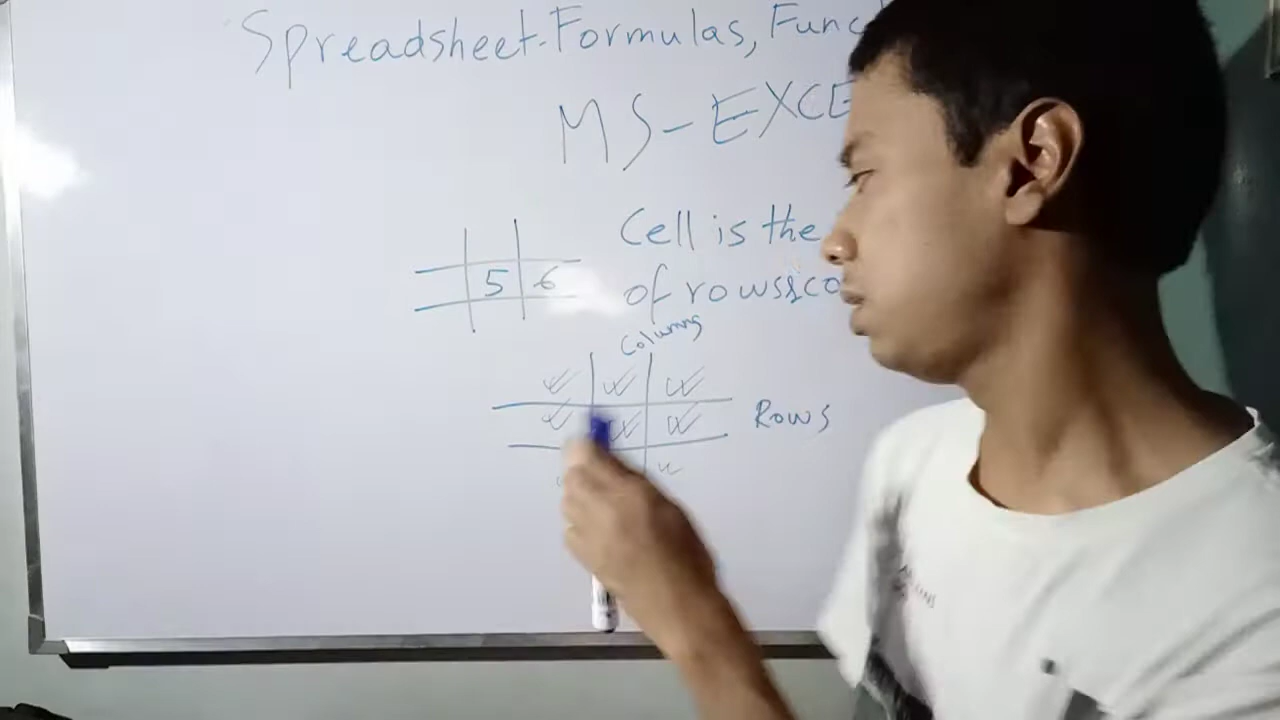 Spreadsheet-Formulas, Func
MS-EXCE
Cell is the
5 6
of rows & co
Columns
Rows